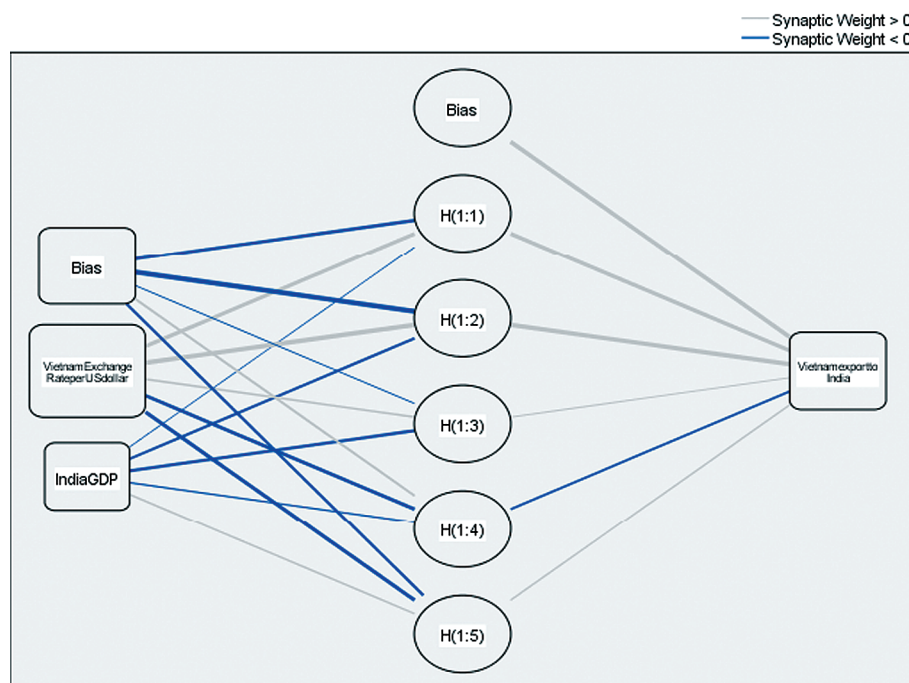 Synaptic Weight > 0
Synaptic Weight < 0
Bias
H(1:1)
Bias
H(1:2)
VietnamExchange
RateperUSdollar
Vietnamexportto
India
H(1:3)
IndiaGDP
H(1:4)
H(1:5)